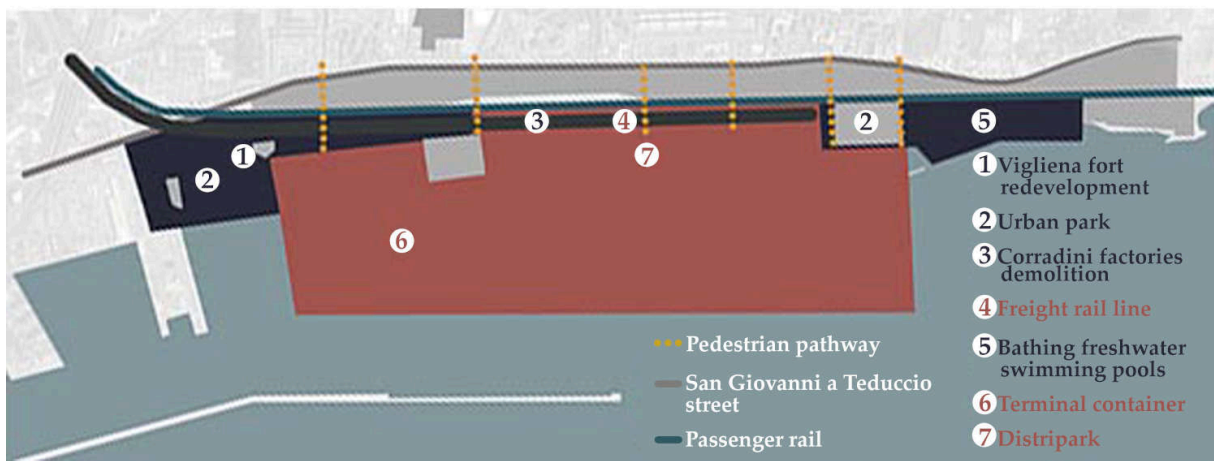 3
4
2
5
1
7
2
6
1 Vigliena fort
redevelopment
2 Urban park
3 Corradini factories
demolition
4 Freight rail line
5 Bathing freshwater
swimming pools
6 Terminal container
7 Distripark
Pedestrian pathway
San Giovanni a Teduccio
street
Passenger rail